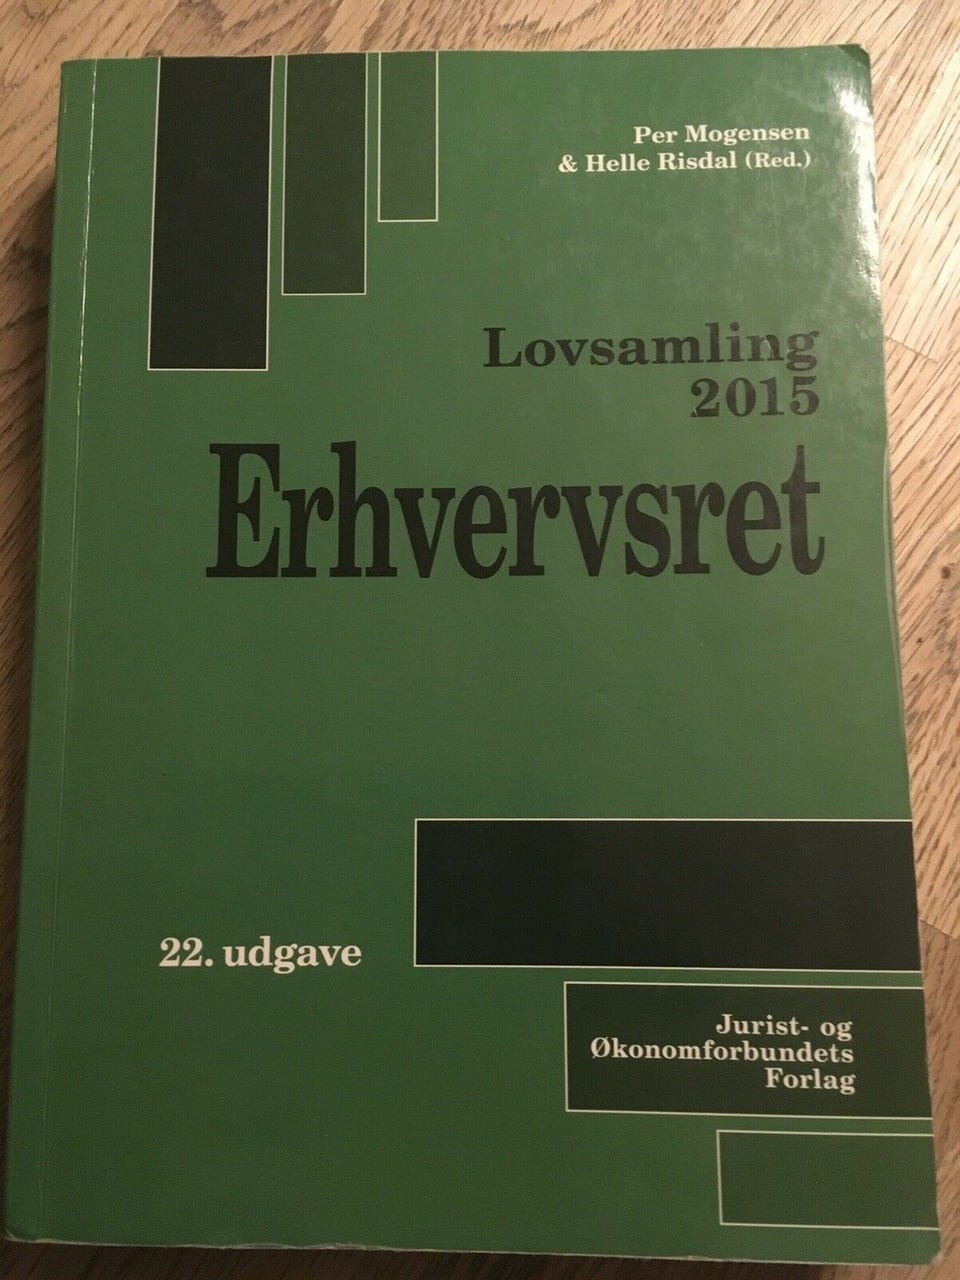 Per Mogensen
& Helle Risdal (Red.)
Lovsamling
2015
Erhvervsret
22. udgave
Jurist- og
Økonomforbundets
Forlag